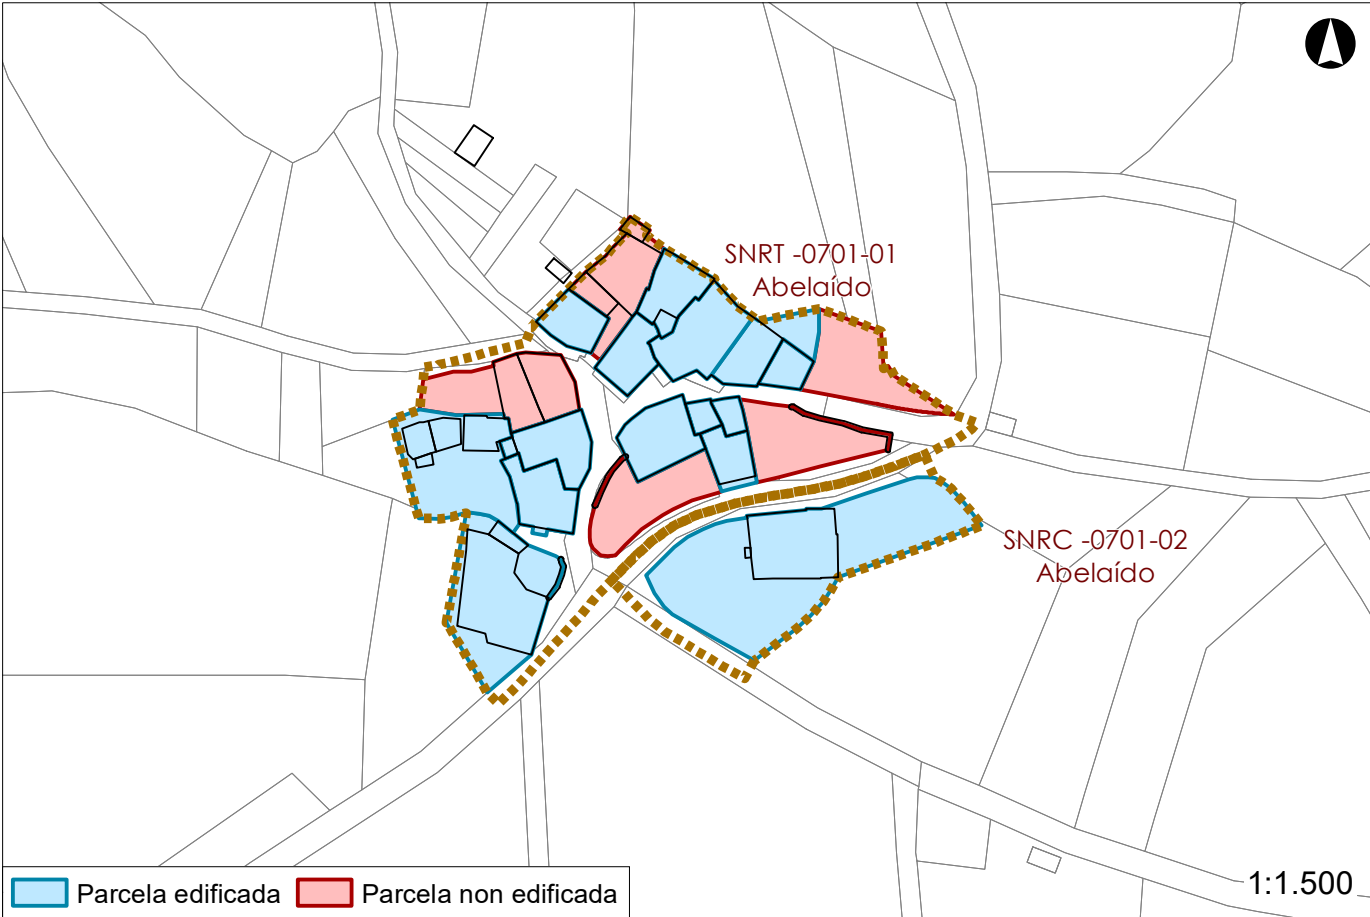 SNRT -0701-01
Abelaído
SNRC -0701-02
Abelaído
Parcela edificada
Parcela non edificada
1:1.500